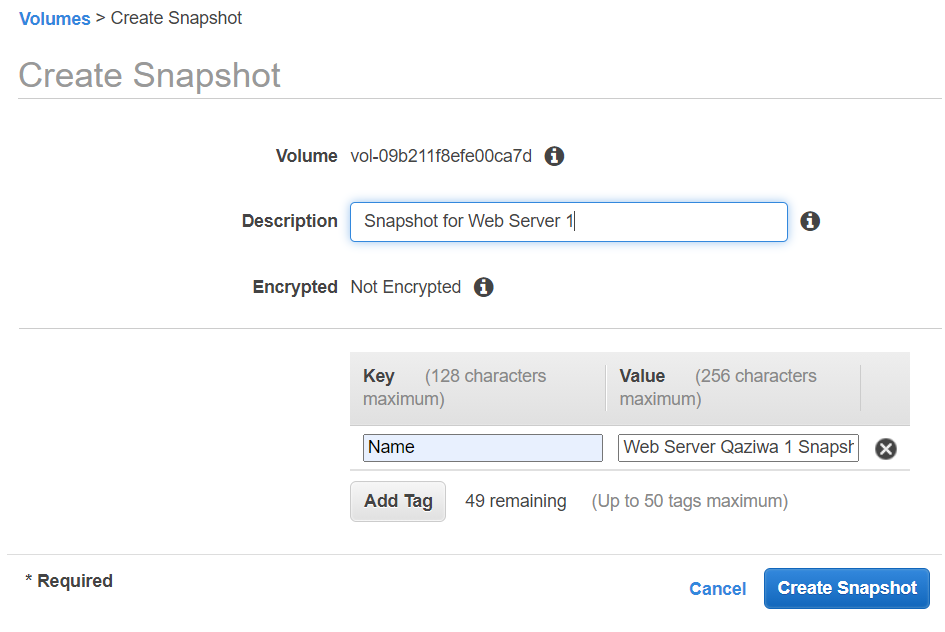 Volumes > Create Snapshot
Create Snapshot
Volume vol-09b211f8efe00ca7d
Description Snapshot for Web Server 1
Encrypted Not Encrypted
Key (128 characters maximum) Value (256 characters maximum)
Name Web Server Qaziwa 1 Snapsh
Add Tag 49 remaining (Up to 50 tags maximum)
* Required
Cancel Create Snapshot